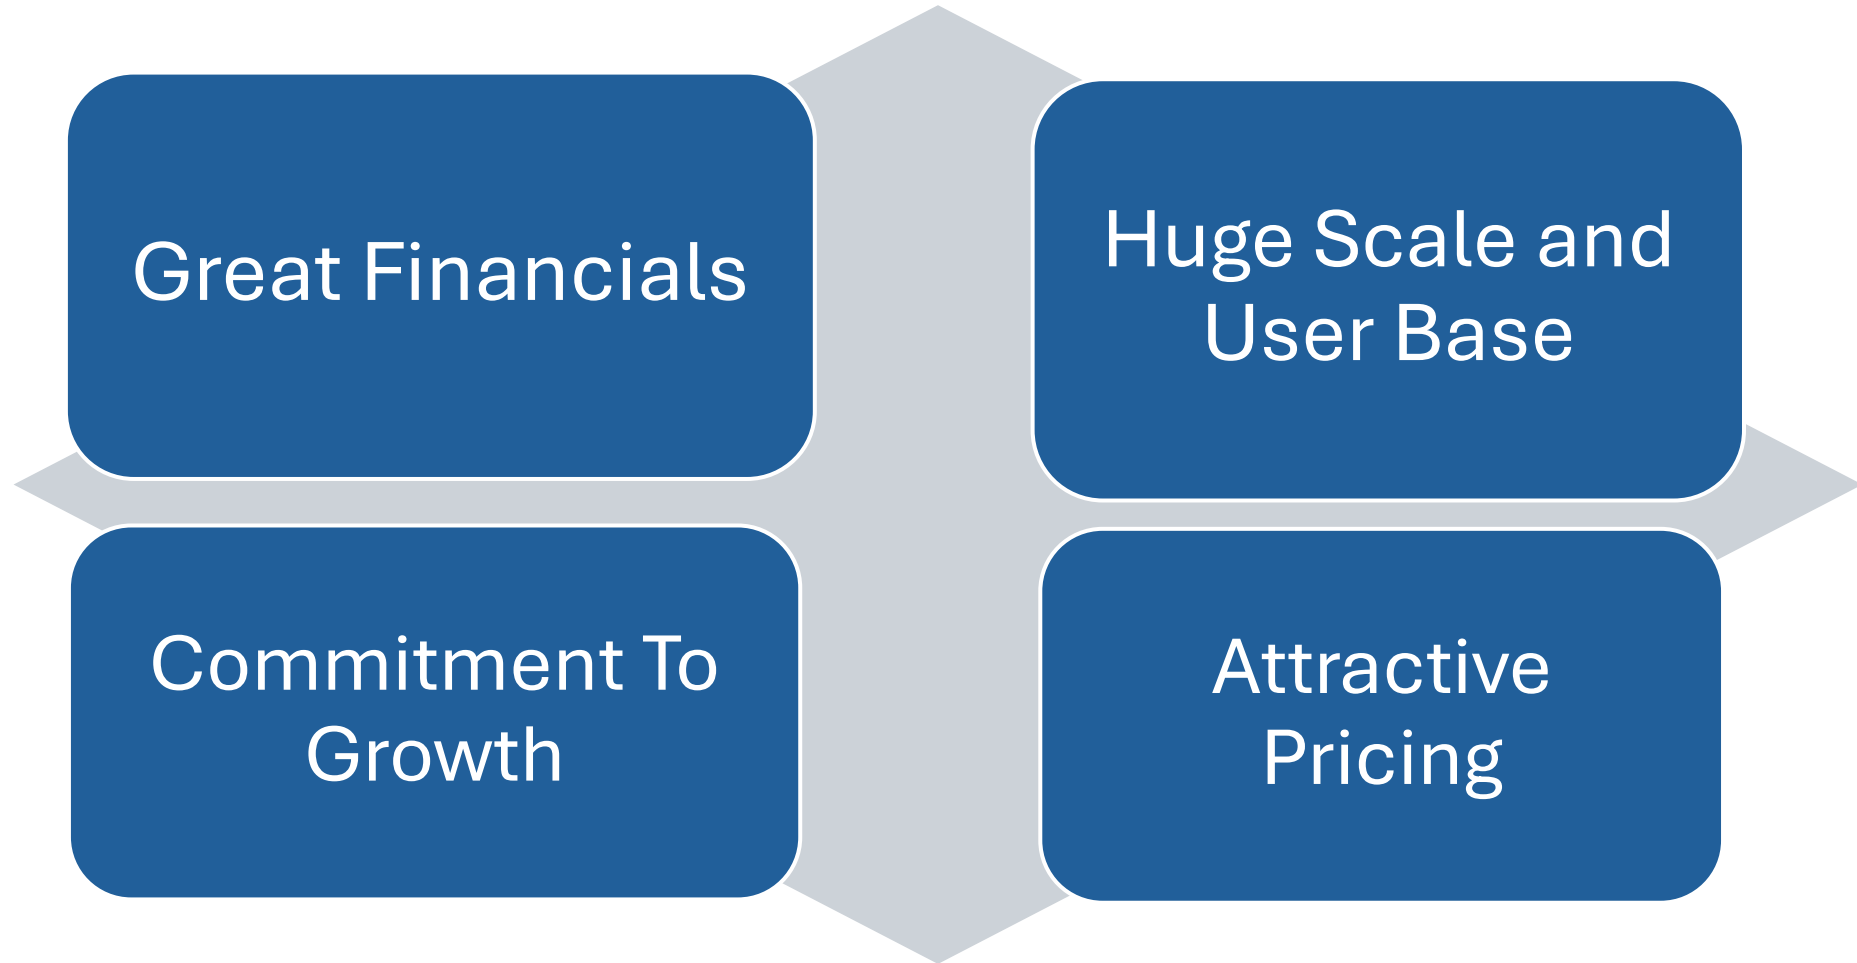 Great Financials
Huge Scale and
User Base
Commitment To
Growth
Attractive
Pricing